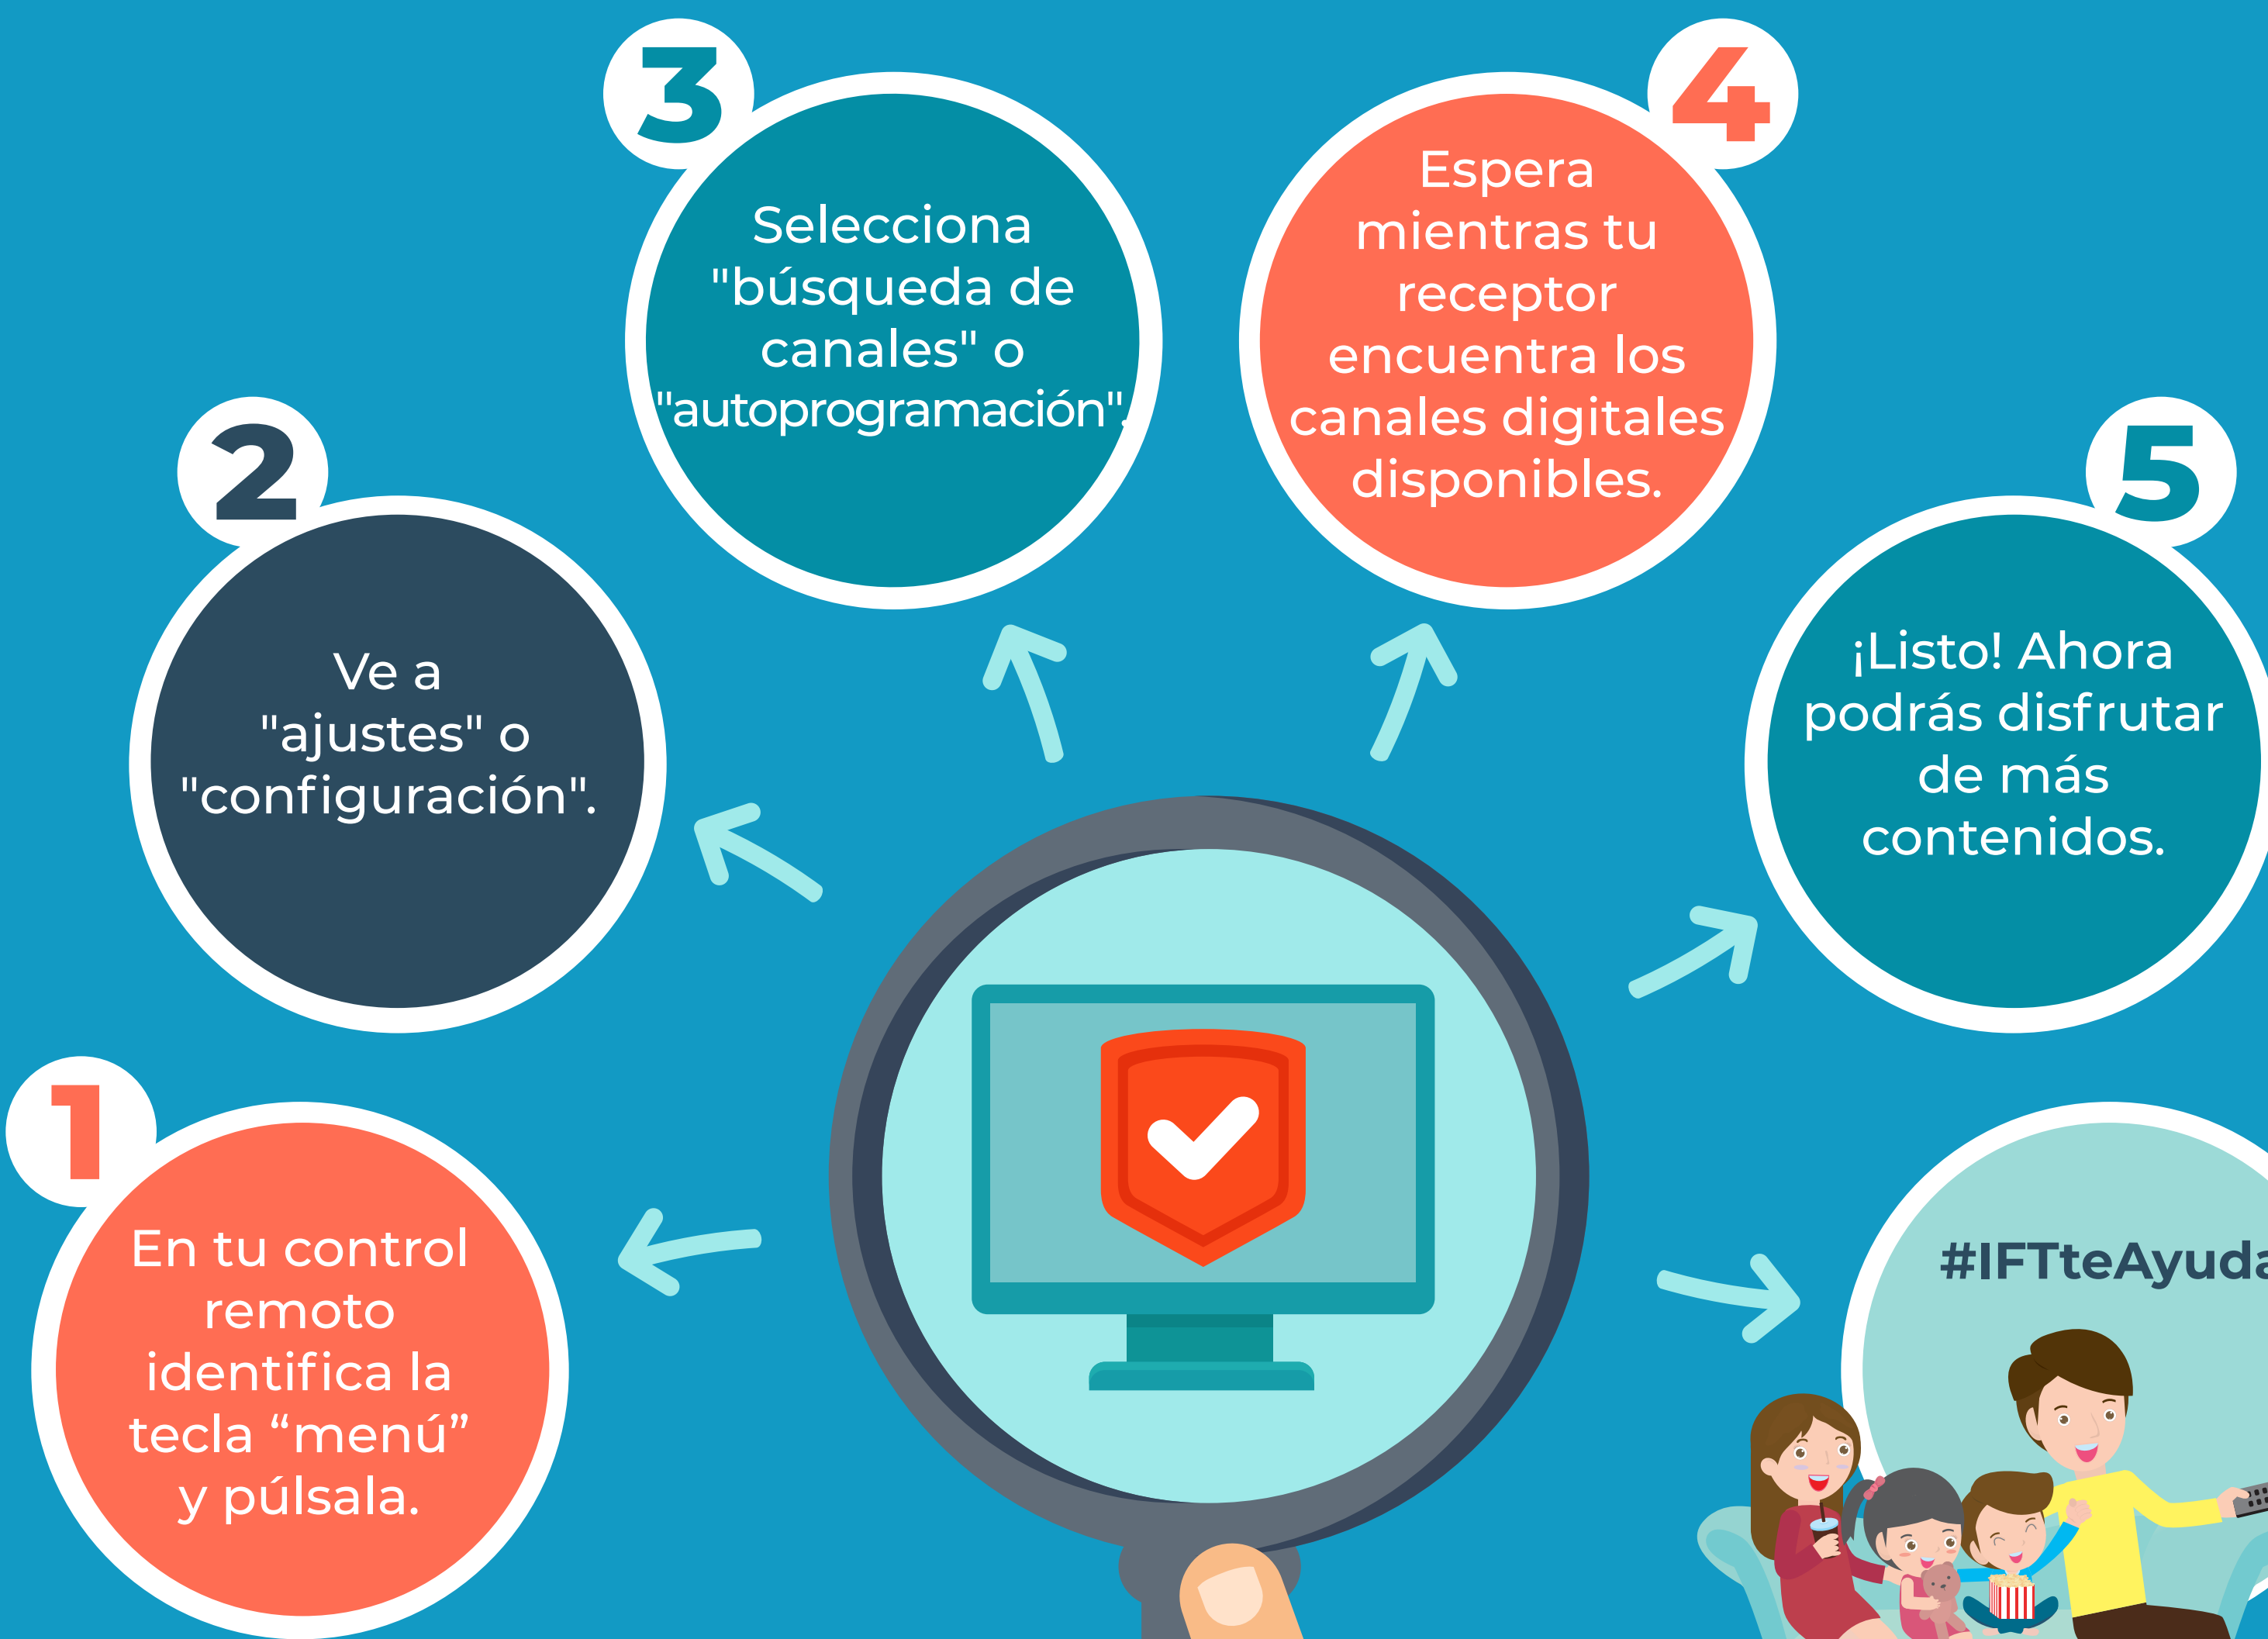 1
En tu control
remoto
identifica la
tecla “menú”
y púlsala.
2
Ve a
"ajustes" o
"configuración".
3
Selecciona
"búsqueda de
canales" o
"autoprogramación".
4
Espera
mientras tu
receptor
encuentra los
canales digitales
disponibles.
5
¡Listo! Ahora
podrás disfrutar
de más
contenidos.
#IFTteAyuda